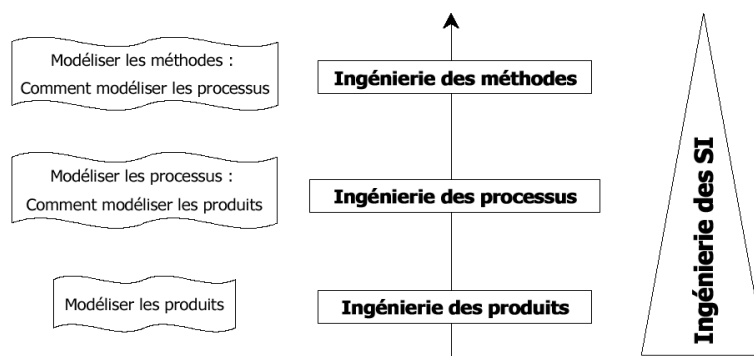 Modéliser les méthodes :
Comment modéliser les processus
Ingénierie des méthodes
Modéliser les processus :
Comment modéliser les produits
Ingénierie des processus
Modéliser les produits
Ingénierie des produits
Ingénierie des SI